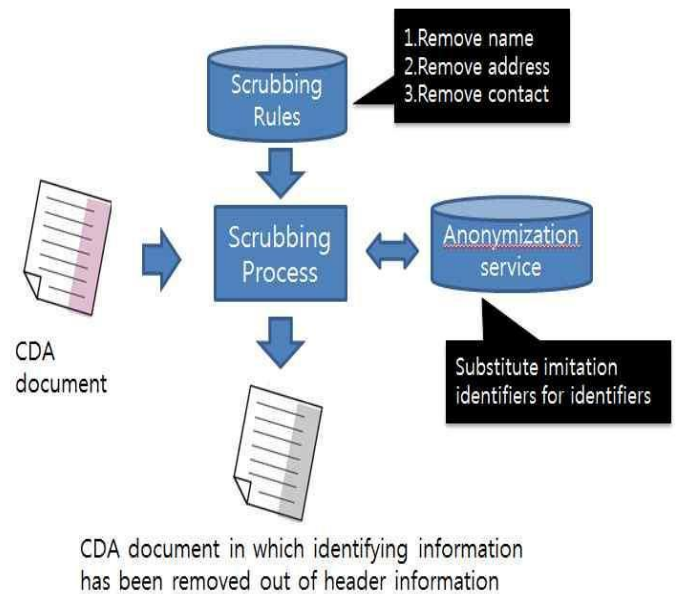 1.Remove name
2.Remove address
3.Remove contact
Scrubbing
Rules
Scrubbing
Process
Anonymization
service
CDA
document
Substitute imitation
identifiers for identifiers
CDA document in which identifying information
has been removed out of header information